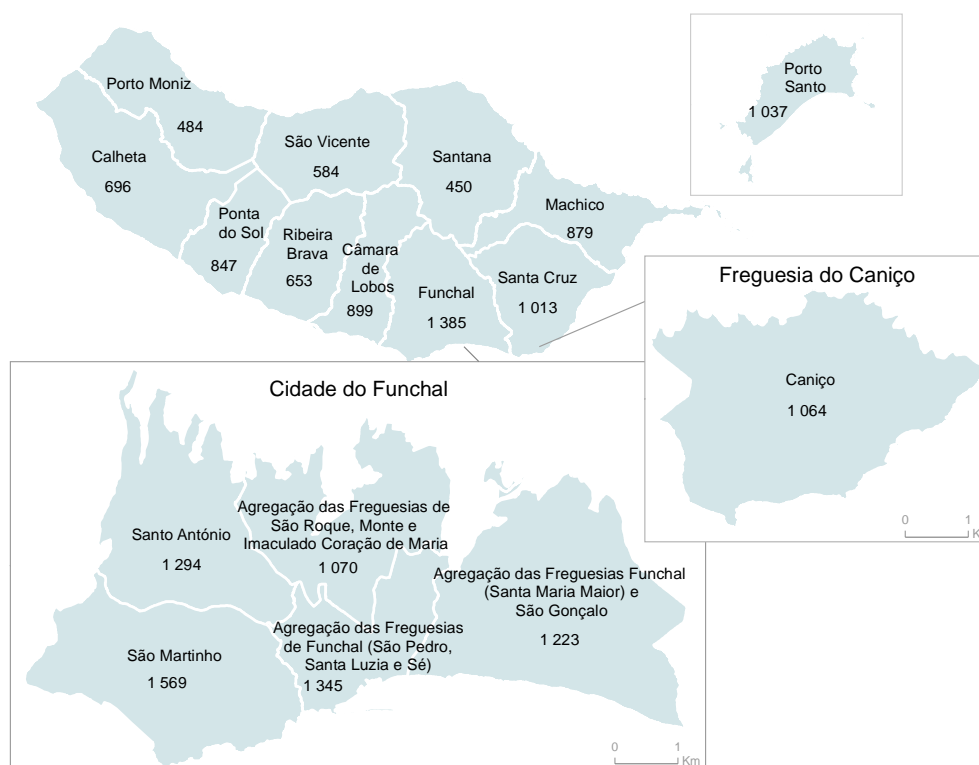 Porto Moniz
484
Calheta
696
São Vicente
584
Santana
450
Machico
879
Ponta
do Sol
847
Ribeira
Brava
653
Câmara
de
Lobos
899
Funchal
1 385
Santa Cruz
1 013
Porto
Santo
1 037
Freguesia do Caniço
Caniço
1 064
0 1
K
Cidade do Funchal
Santo António
1 294
Agregação das Freguesias de
São Roque, Monte e
Imaculado Coração de Maria
1 070
Agregação das Freguesias Funchal
(Santa Maria Maior) e
São Gonçalo
1 223
São Martinho
1 569
Agregação das Freguesias
de Funchal (São Pedro,
Santa Luzia e Sé)
1 345
0 1
Km